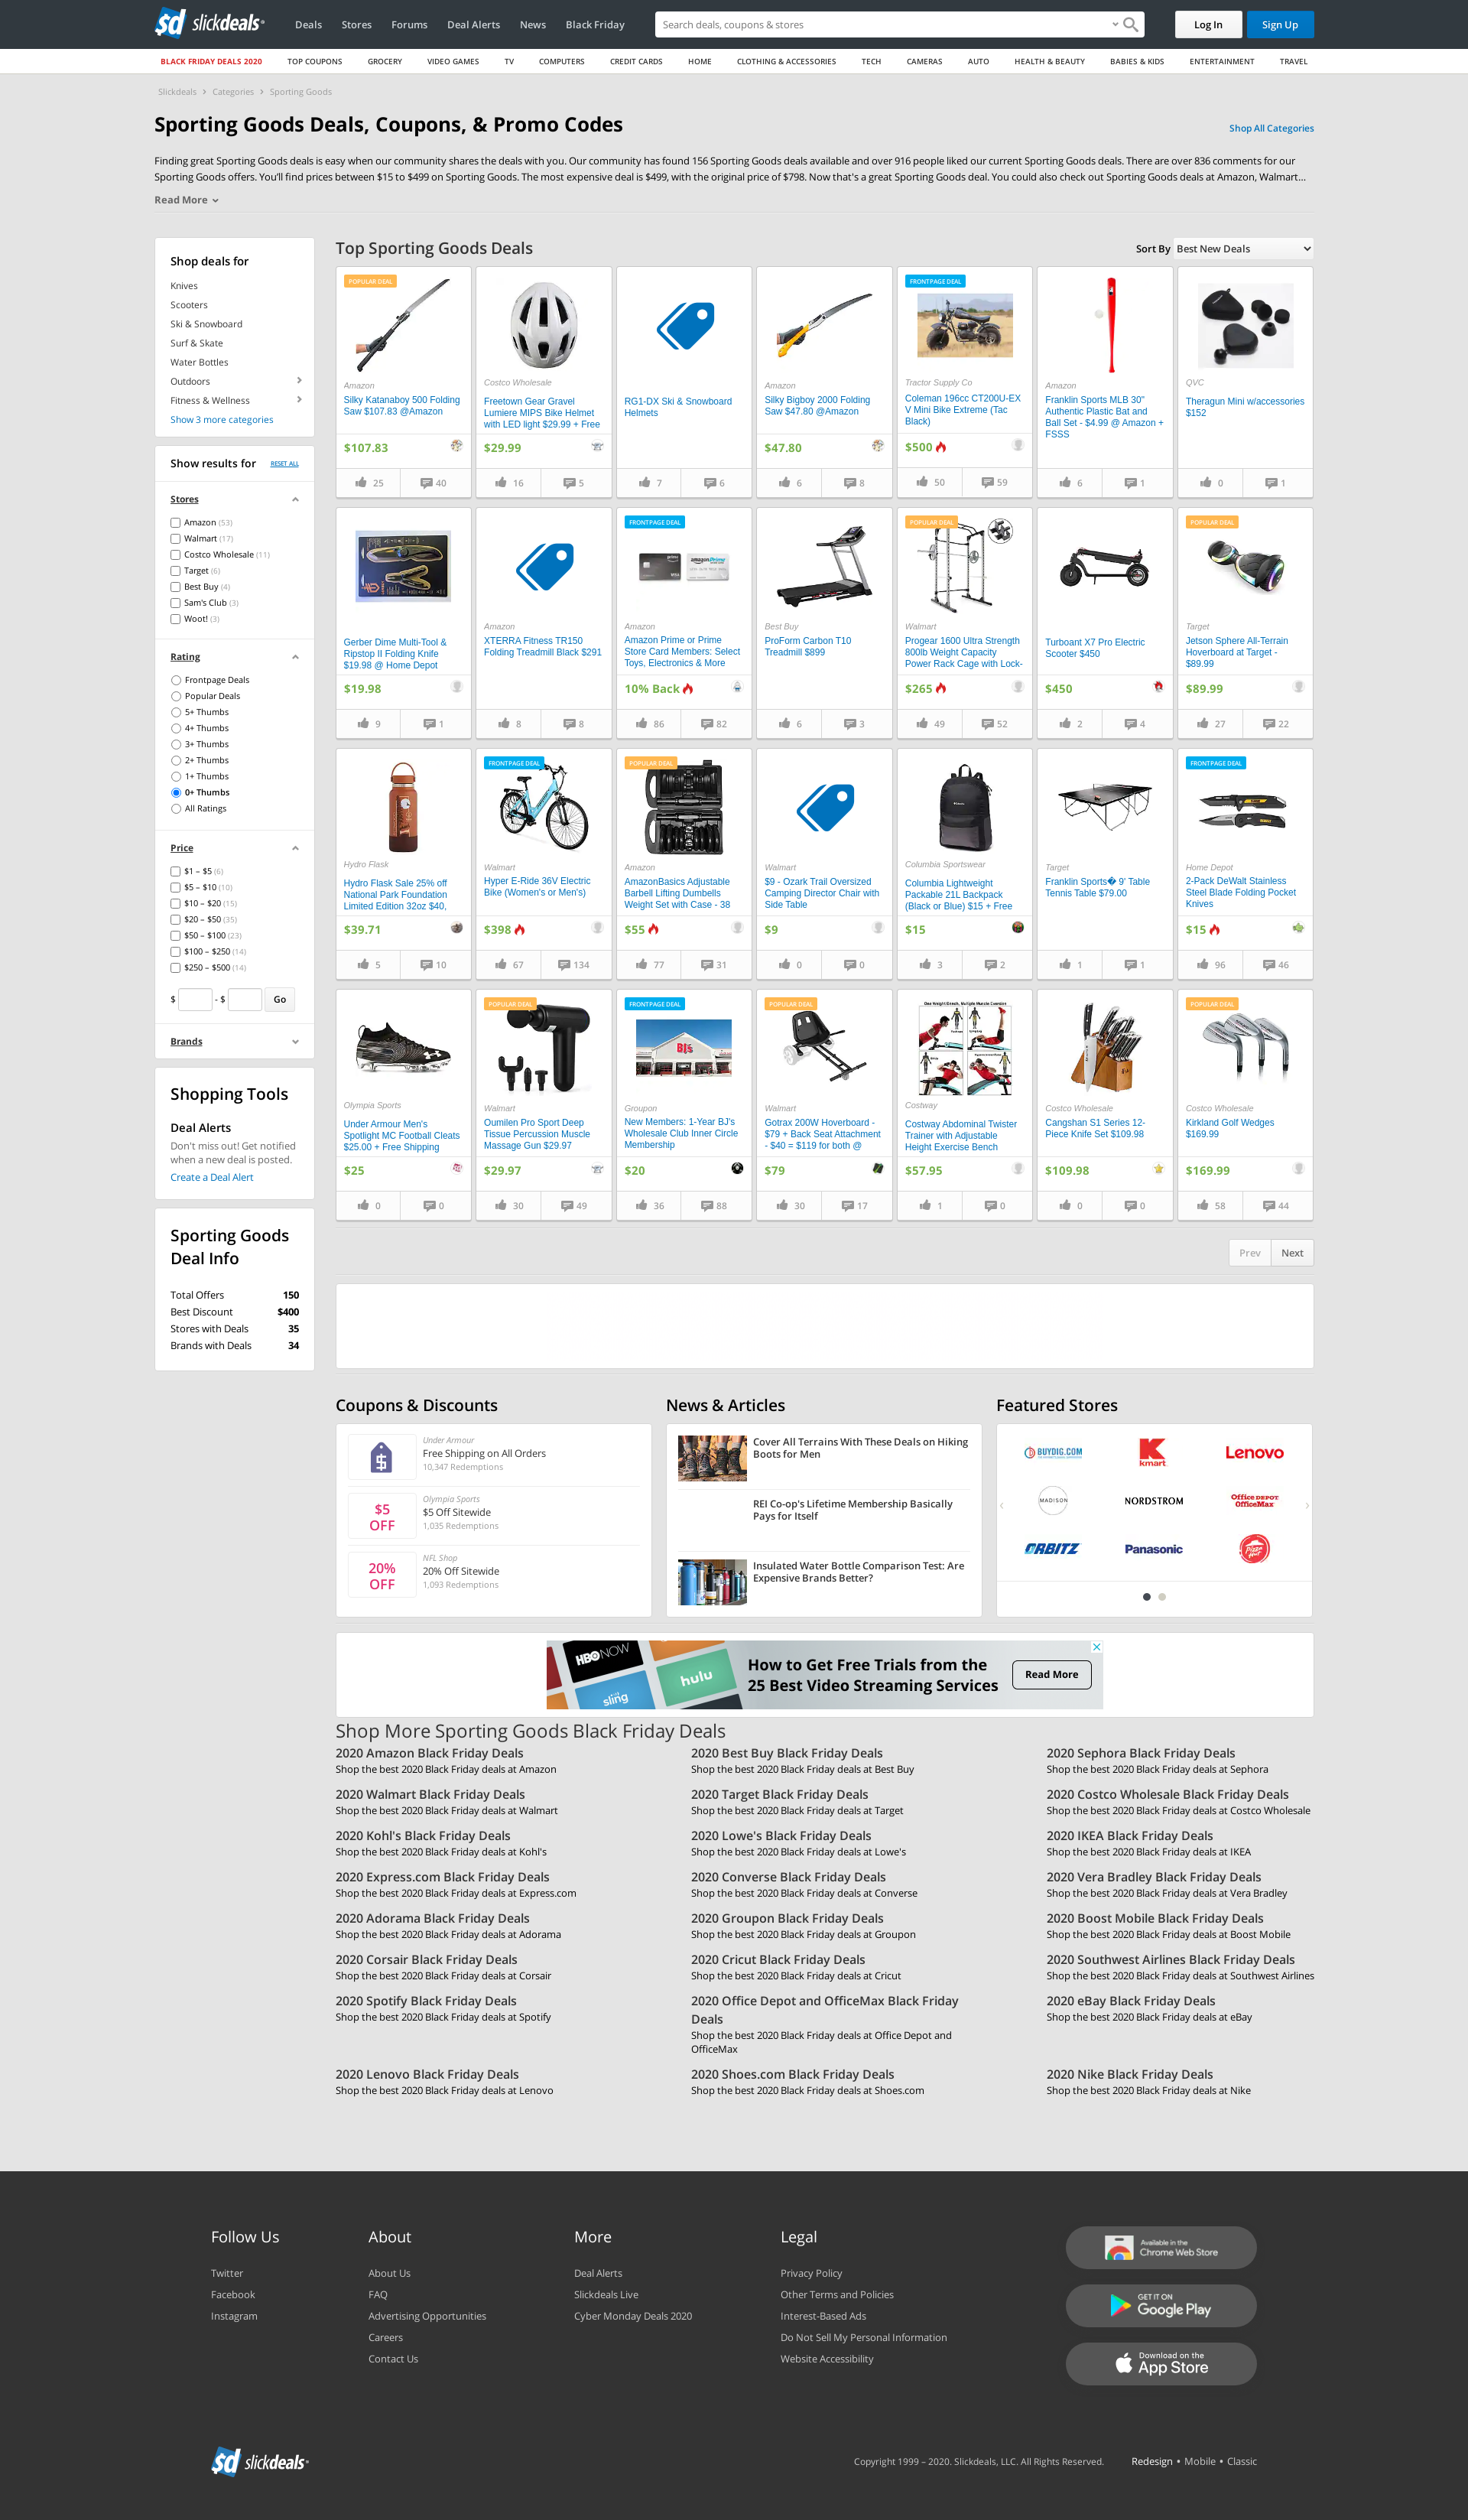 sd slickdeals
Deals Stores Forums Deal Alerts News Black Friday
Search deals, coupons & stores
Log In Sign Up
BLACK FRIDAY DEALS 2020 TOP COUPONS GROCERY VIDEO GAMES TV COMPUTERS CREDIT CARDS HOME CLOTHING & ACCESSORIES TECH CAMERAS AUTO HEALTH & BEAUTY BABIES & KIDS ENTERTAINMENT TRAVEL
Slickdeals › Categories › Sporting Goods
Sporting Goods Deals, Coupons, & Promo Codes
Shop All Categories
Finding great Sporting Goods deals is easy when our community shares the deals with you. Our community has found 156 Sporting Goods deals available and over 916 people liked our current Sporting Goods deals. There are over 836 comments for our
Sporting Goods offers. You'll find prices between $15 to $499 on Sporting Goods. The most expensive deal is $499, with the original price of $798. Now that's a great Sporting Goods deal. You could also check out Sporting Goods deals at Amazon, Walmart...
Read More
Shop deals for
Knives
Scooters
Ski & Snowboard
Surf & Skate
Water Bottles
Outdoors
Fitness & Wellness
Show 3 more categories
Show results for RESET ALL
Stores
Amazon (53)
Walmart (17)
Costco Wholesale (11)
Target (6)
Best Buy (4)
Sam's Club (3)
Woot! (3)
Rating
Frontpage Deals
Popular Deals
5+ Thumbs
4+ Thumbs
3+ Thumbs
2+ Thumbs
1+ Thumbs
0+ Thumbs
All Ratings
Price
$1 – $5 (6)
$5 – $10 (10)
$10 – $20 (15)
$20 – $50 (35)
$50 – $100 (23)
$100 – $250 (14)
$250 – $500 (14)
$ - $ Go
Brands
Shopping Tools
Deal Alerts
Don't miss out! Get notified
when a new deal is posted.
Create a Deal Alert
Sporting Goods
Deal Info
Total Offers 150
Best Discount $400
Stores with Deals 35
Brands with Deals 34
Top Sporting Goods Deals
Sort By Best New Deals
POPULAR DEAL
Amazon
Silky Katanaboy 500 Folding
Saw $107.83 @Amazon
$107.83
25 40
Costco Wholesale
Freetown Gear Gravel
Lumiere MIPS Bike Helmet
with LED light $29.99 + Free
$29.99
16 5
RG1-DX Ski & Snowboard
Helmets
7 6
Amazon
Silky Bigboy 2000 Folding
Saw $47.80 @Amazon
$47.80
6 8
FRONTPAGE DEAL
Tractor Supply Co
Coleman 196cc CT200U-EX
V Mini Bike Extreme (Tac
Black)
$500
50 59
Amazon
Franklin Sports MLB 30"
Authentic Plastic Bat and
Ball Set - $4.99 @ Amazon +
FSSS
6 1
QVC
Theragun Mini w/accessories
$152
0 1
Gerber Dime Multi-Tool &
Ripstop II Folding Knife
$19.98 @ Home Depot
$19.98
9 1
Amazon
XTERRA Fitness TR150
Folding Treadmill Black $291
8 8
FRONTPAGE DEAL
amazon Prime
Amazon
Amazon Prime or Prime
Store Card Members: Select
Toys, Electronics & More
10% Back
86 82
Best Buy
ProForm Carbon T10
Treadmill $899
6 3
POPULAR DEAL
Walmart
Progear 1600 Ultra Strength
800lb Weight Capacity
Power Rack Cage with Lock-
$265
49 52
Turboant X7 Pro Electric
Scooter $450
$450
2 4
POPULAR DEAL
Target
Jetson Sphere All-Terrain
Hoverboard at Target -
$89.99
$89.99
27 22
Hydro Flask
Hydro Flask Sale 25% off
National Park Foundation
Limited Edition 32oz $40,
$39.71
5 10
FRONTPAGE DEAL
Walmart
Hyper E-Ride 36V Electric
Bike (Women's or Men's)
$398
67 134
POPULAR DEAL
Amazon
AmazonBasics Adjustable
Barbell Lifting Dumbells
Weight Set with Case - 38
$55
77 31
Walmart
$9 - Ozark Trail Oversized
Camping Director Chair with
Side Table
$9
0 0
Columbia Sportswear
Columbia Lightweight
Packable 21L Backpack
(Black or Blue) $15 + Free
$15
3 2
Target
Franklin Sports� 9' Table
Tennis Table $79.00
1 1
FRONTPAGE DEAL
Home Depot
2-Pack DeWalt Stainless
Steel Blade Folding Pocket
Knives
$15
96 46
Olympia Sports
Under Armour Men's
Spotlight MC Football Cleats
$25.00 + Free Shipping
$25
0 0
POPULAR DEAL
Walmart
Oumilen Pro Sport Deep
Tissue Percussion Muscle
Massage Gun $29.97
$29.97
30 49
FRONTPAGE DEAL
BJ's
Groupon
New Members: 1-Year BJ's
Wholesale Club Inner Circle
Membership
$20
36 88
POPULAR DEAL
Walmart
Gotrax 200W Hoverboard -
$79 + Back Seat Attachment
- $40 = $119 for both @
$79
30 17
One Weight Bench, Multiple Muscle Exercise
Costway
Costway Abdominal Twister
Trainer with Adjustable
Height Exercise Bench
$57.95
1 0
Costco Wholesale
Cangshan S1 Series 12-
Piece Knife Set $109.98
$109.98
0 0
POPULAR DEAL
Costco Wholesale
Kirkland Golf Wedges
$169.99
$169.99
58 44
Prev Next
Coupons & Discounts
Under Armour
Free Shipping on All Orders
10,347 Redemptions
$5
OFF
Olympia Sports
$5 Off Sitewide
1,035 Redemptions
20%
OFF
NFL Shop
20% Off Sitewide
1,093 Redemptions
News & Articles
Cover All Terrains With These Deals on Hiking
Boots for Men
REI Co-op's Lifetime Membership Basically
Pays for Itself
Insulated Water Bottle Comparison Test: Are
Expensive Brands Better?
Featured Stores
BUYDIG.COM
K kmart
Lenovo
MADISON
NORDSTROM
Office DEPOT
OfficeMax
ORBITZ
Panasonic
Pizza Hut
HBO NOW
hulu
sling
How to Get Free Trials from the
25 Best Video Streaming Services
Read More
Shop More Sporting Goods Black Friday Deals
2020 Amazon Black Friday Deals
Shop the best 2020 Black Friday deals at Amazon
2020 Best Buy Black Friday Deals
Shop the best 2020 Black Friday deals at Best Buy
2020 Sephora Black Friday Deals
Shop the best 2020 Black Friday deals at Sephora
2020 Walmart Black Friday Deals
Shop the best 2020 Black Friday deals at Walmart
2020 Target Black Friday Deals
Shop the best 2020 Black Friday deals at Target
2020 Costco Wholesale Black Friday Deals
Shop the best 2020 Black Friday deals at Costco Wholesale
2020 Kohl's Black Friday Deals
Shop the best 2020 Black Friday deals at Kohl's
2020 Lowe's Black Friday Deals
Shop the best 2020 Black Friday deals at Lowe's
2020 IKEA Black Friday Deals
Shop the best 2020 Black Friday deals at IKEA
2020 Express.com Black Friday Deals
Shop the best 2020 Black Friday deals at Express.com
2020 Converse Black Friday Deals
Shop the best 2020 Black Friday deals at Converse
2020 Vera Bradley Black Friday Deals
Shop the best 2020 Black Friday deals at Vera Bradley
2020 Adorama Black Friday Deals
Shop the best 2020 Black Friday deals at Adorama
2020 Groupon Black Friday Deals
Shop the best 2020 Black Friday deals at Groupon
2020 Boost Mobile Black Friday Deals
Shop the best 2020 Black Friday deals at Boost Mobile
2020 Corsair Black Friday Deals
Shop the best 2020 Black Friday deals at Corsair
2020 Cricut Black Friday Deals
Shop the best 2020 Black Friday deals at Cricut
2020 Southwest Airlines Black Friday Deals
Shop the best 2020 Black Friday deals at Southwest Airlines
2020 Spotify Black Friday Deals
Shop the best 2020 Black Friday deals at Spotify
2020 Office Depot and OfficeMax Black Friday
Deals
Shop the best 2020 Black Friday deals at Office Depot and
OfficeMax
2020 eBay Black Friday Deals
Shop the best 2020 Black Friday deals at eBay
2020 Lenovo Black Friday Deals
Shop the best 2020 Black Friday deals at Lenovo
2020 Shoes.com Black Friday Deals
Shop the best 2020 Black Friday deals at Shoes.com
2020 Nike Black Friday Deals
Shop the best 2020 Black Friday deals at Nike
Follow Us
Twitter
Facebook
Instagram
About
About Us
FAQ
Advertising Opportunities
Careers
Contact Us
More
Deal Alerts
Slickdeals Live
Cyber Monday Deals 2020
Legal
Privacy Policy
Other Terms and Policies
Interest-Based Ads
Do Not Sell My Personal Information
Website Accessibility
Available in the
Chrome Web Store
GET IT ON
Google Play
Download on the
App Store
sd slickdeals
Copyright 1999 – 2020. Slickdeals, LLC. All Rights Reserved.
Redesign • Mobile • Classic